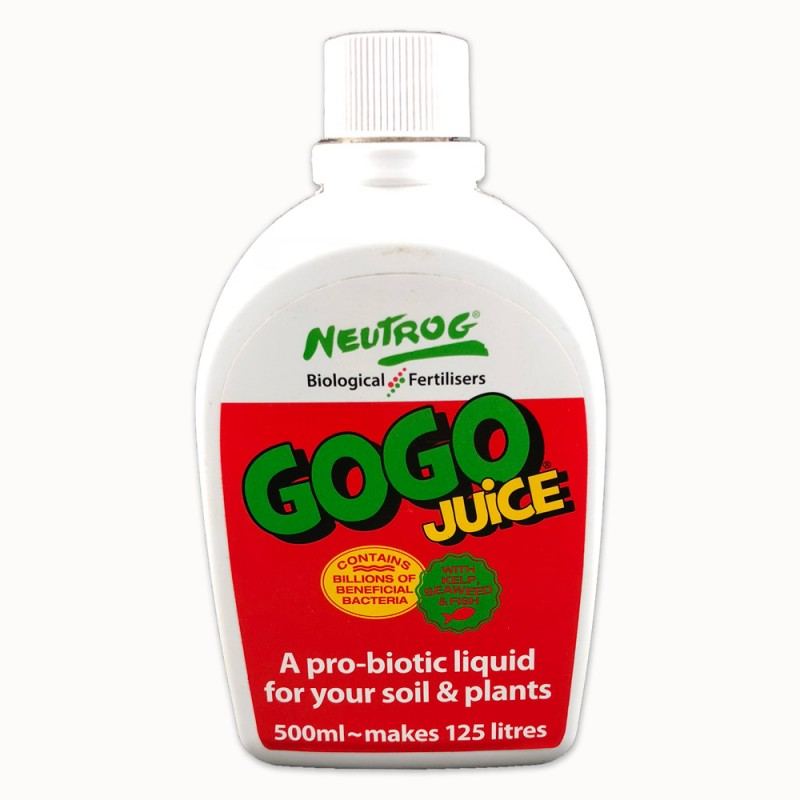 NEUTROG®
Biological Fertilisers
GOGO
JUiCE®
CONTAINS
BILLIONS OF
BENEFICIAL
BACTERIA
WITH
KELP,
SEAWEED
& FISH
A pro-biotic liquid
for your soil & plants
500ml~makes 125 litres